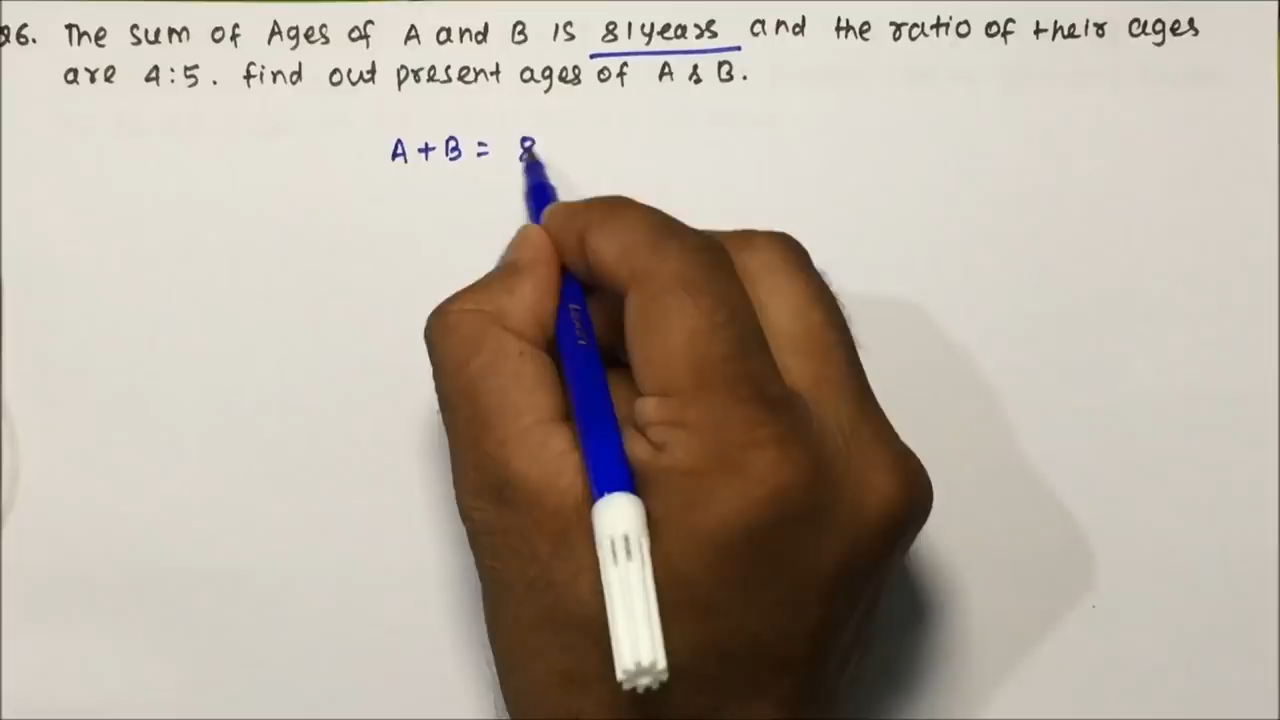 26. The sum of Ages of A and B is 81years and the ratio of their ages
are 4:5. find out present ages of A & B.
A + B = 8